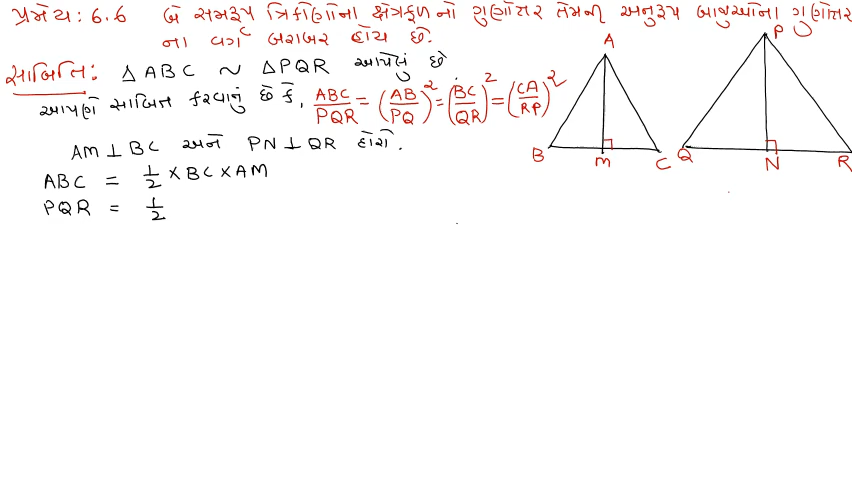 પ્રમેય: 6.6 બે સમરૂપ ત્રિકોણોના ક્ષેત્રફળનો ગુણોત્તર તેમની અનુરૂપ બાજુઓના ગુણોત્તર
ના વર્ગ બરાબર હોય છે.
સાબિતિ: △ABC ~ △PQR આપેલું છે
આપણે સાબિત કરવાનું છે કે, ABC/PQR = (AB/PQ)² = (BC/QR)² = (CA/RP)²
AM ⊥ BC અને PN ⊥ QR દોરો.
ABC = 1/2 × BC × AM
PQR = 1/2
A
B
M
C
P
Q
N
R